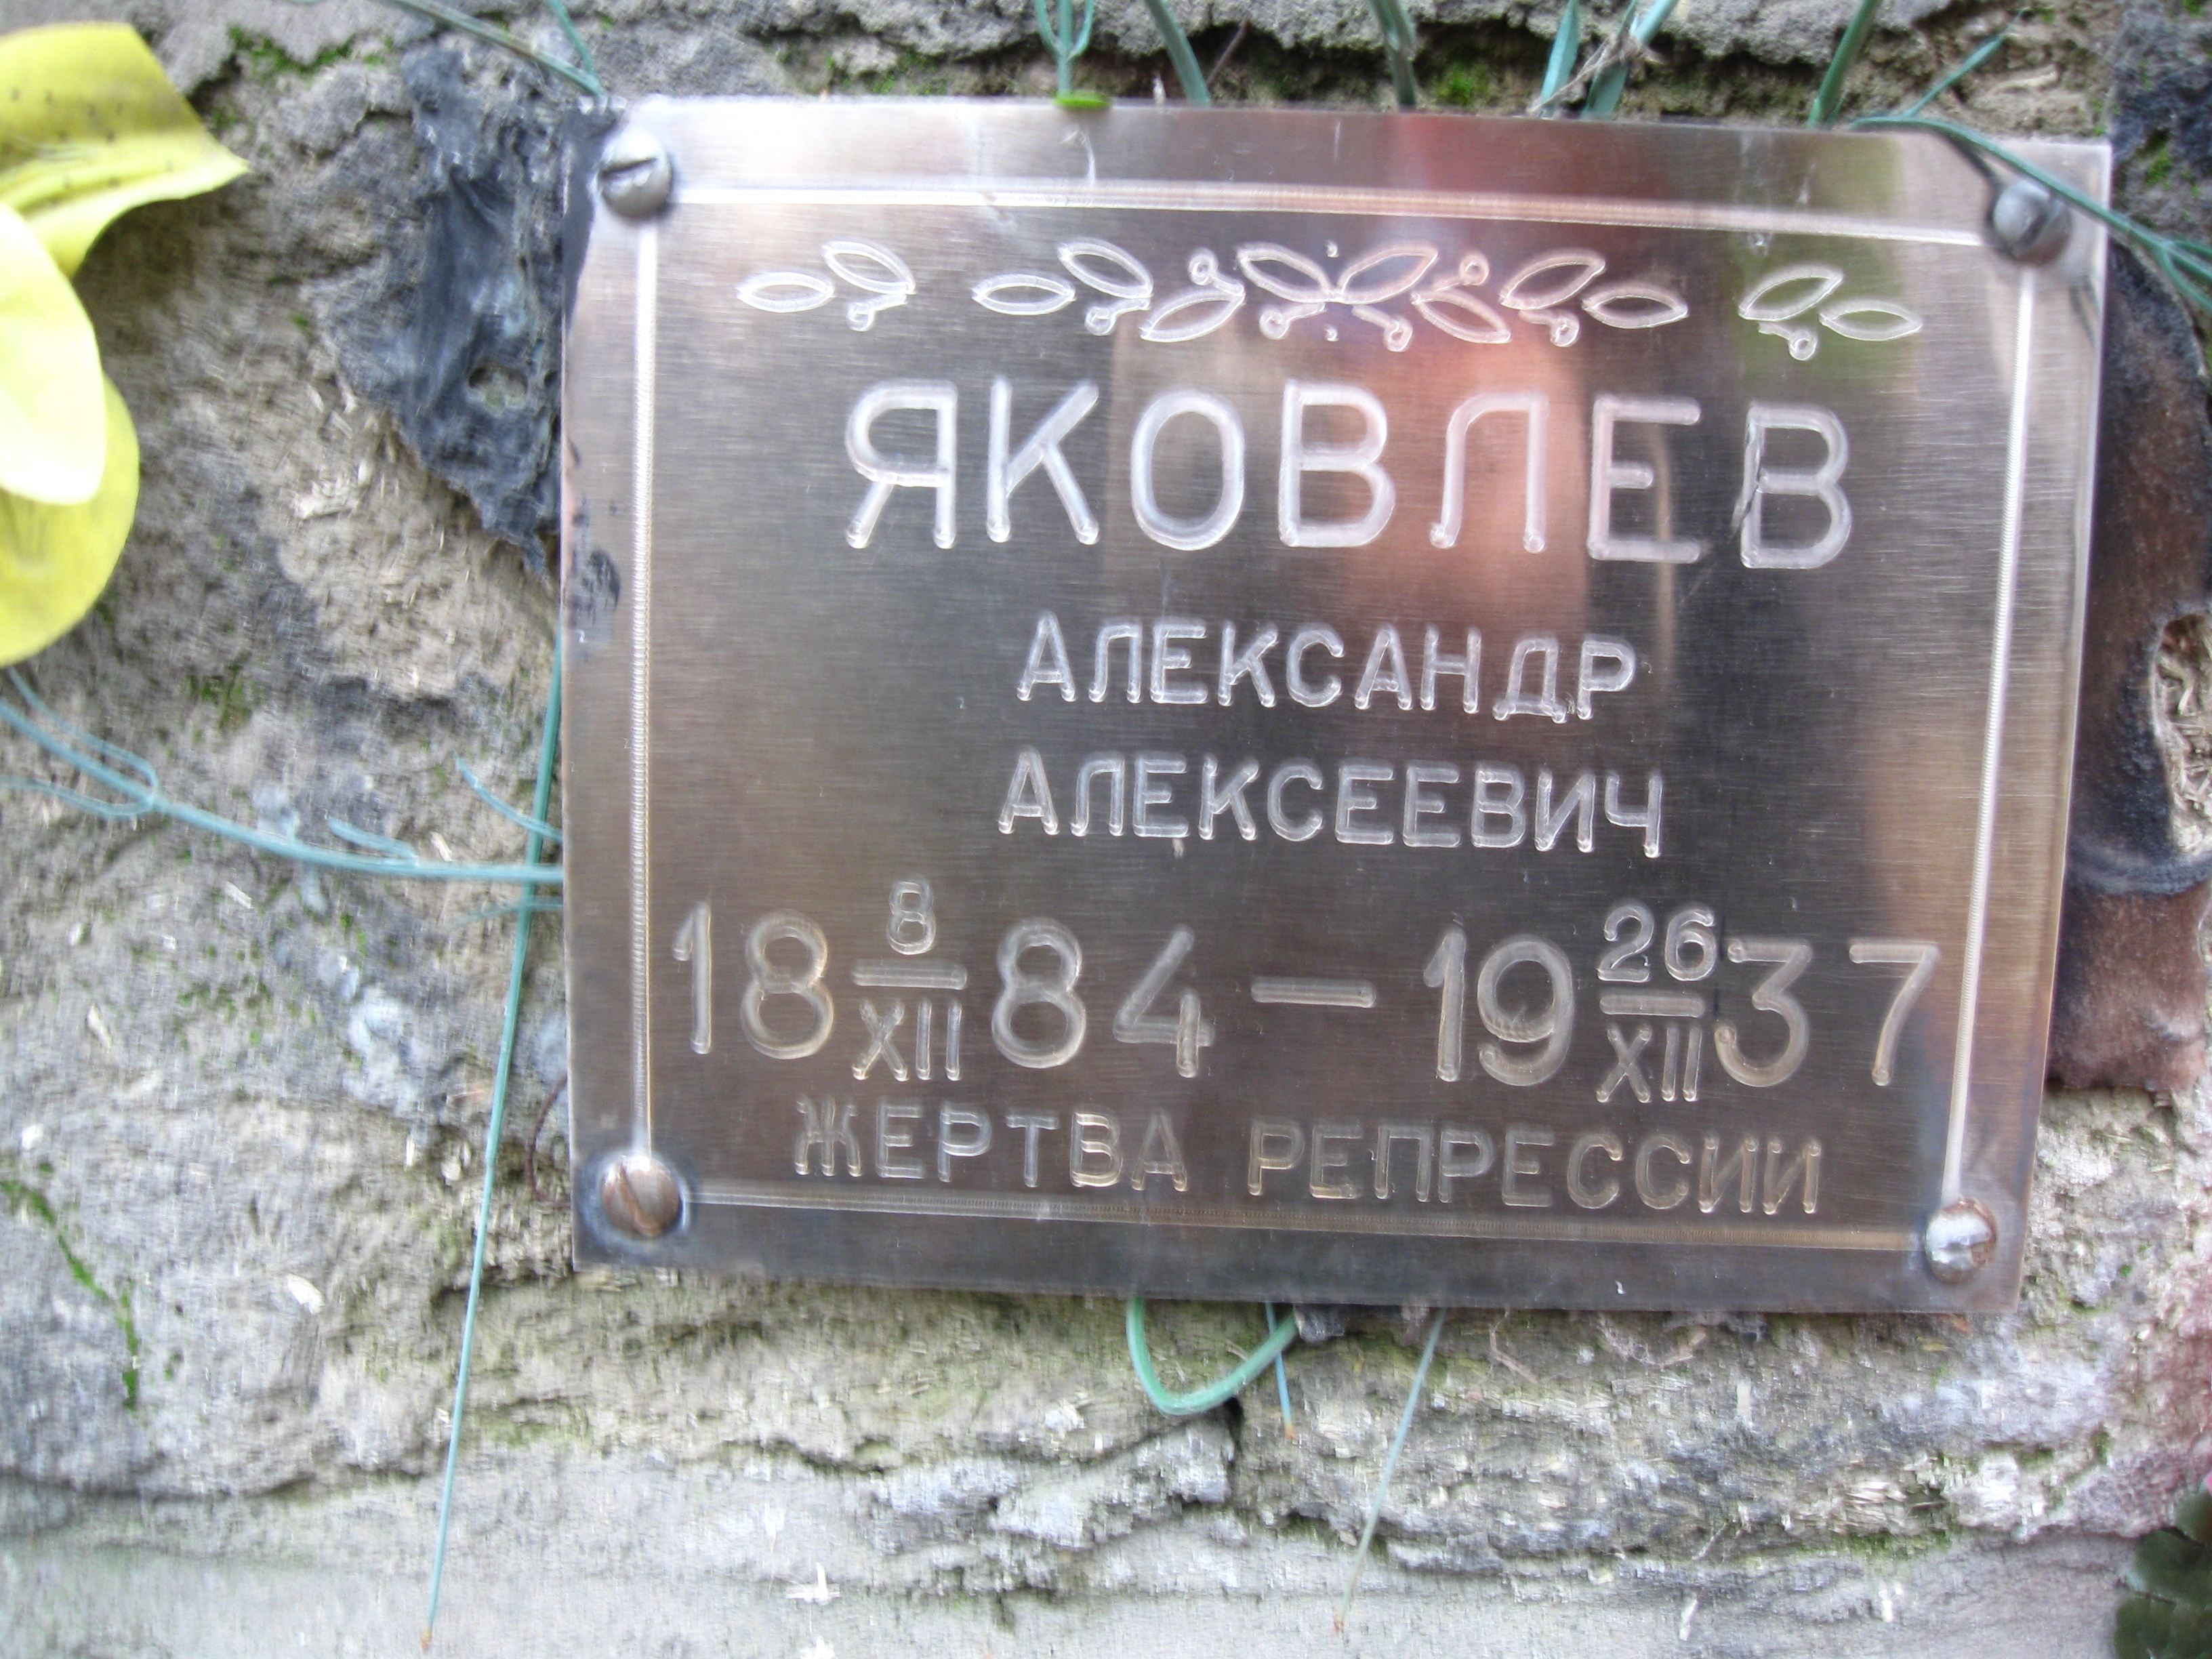 ЯКОВЛЕВ
АЛЕКСАНДР
АЛЕКСЕЕВИЧ
18 8/XII 84 — 19 26/XII 37
ЖЕРТВА РЕПРЕССИИ